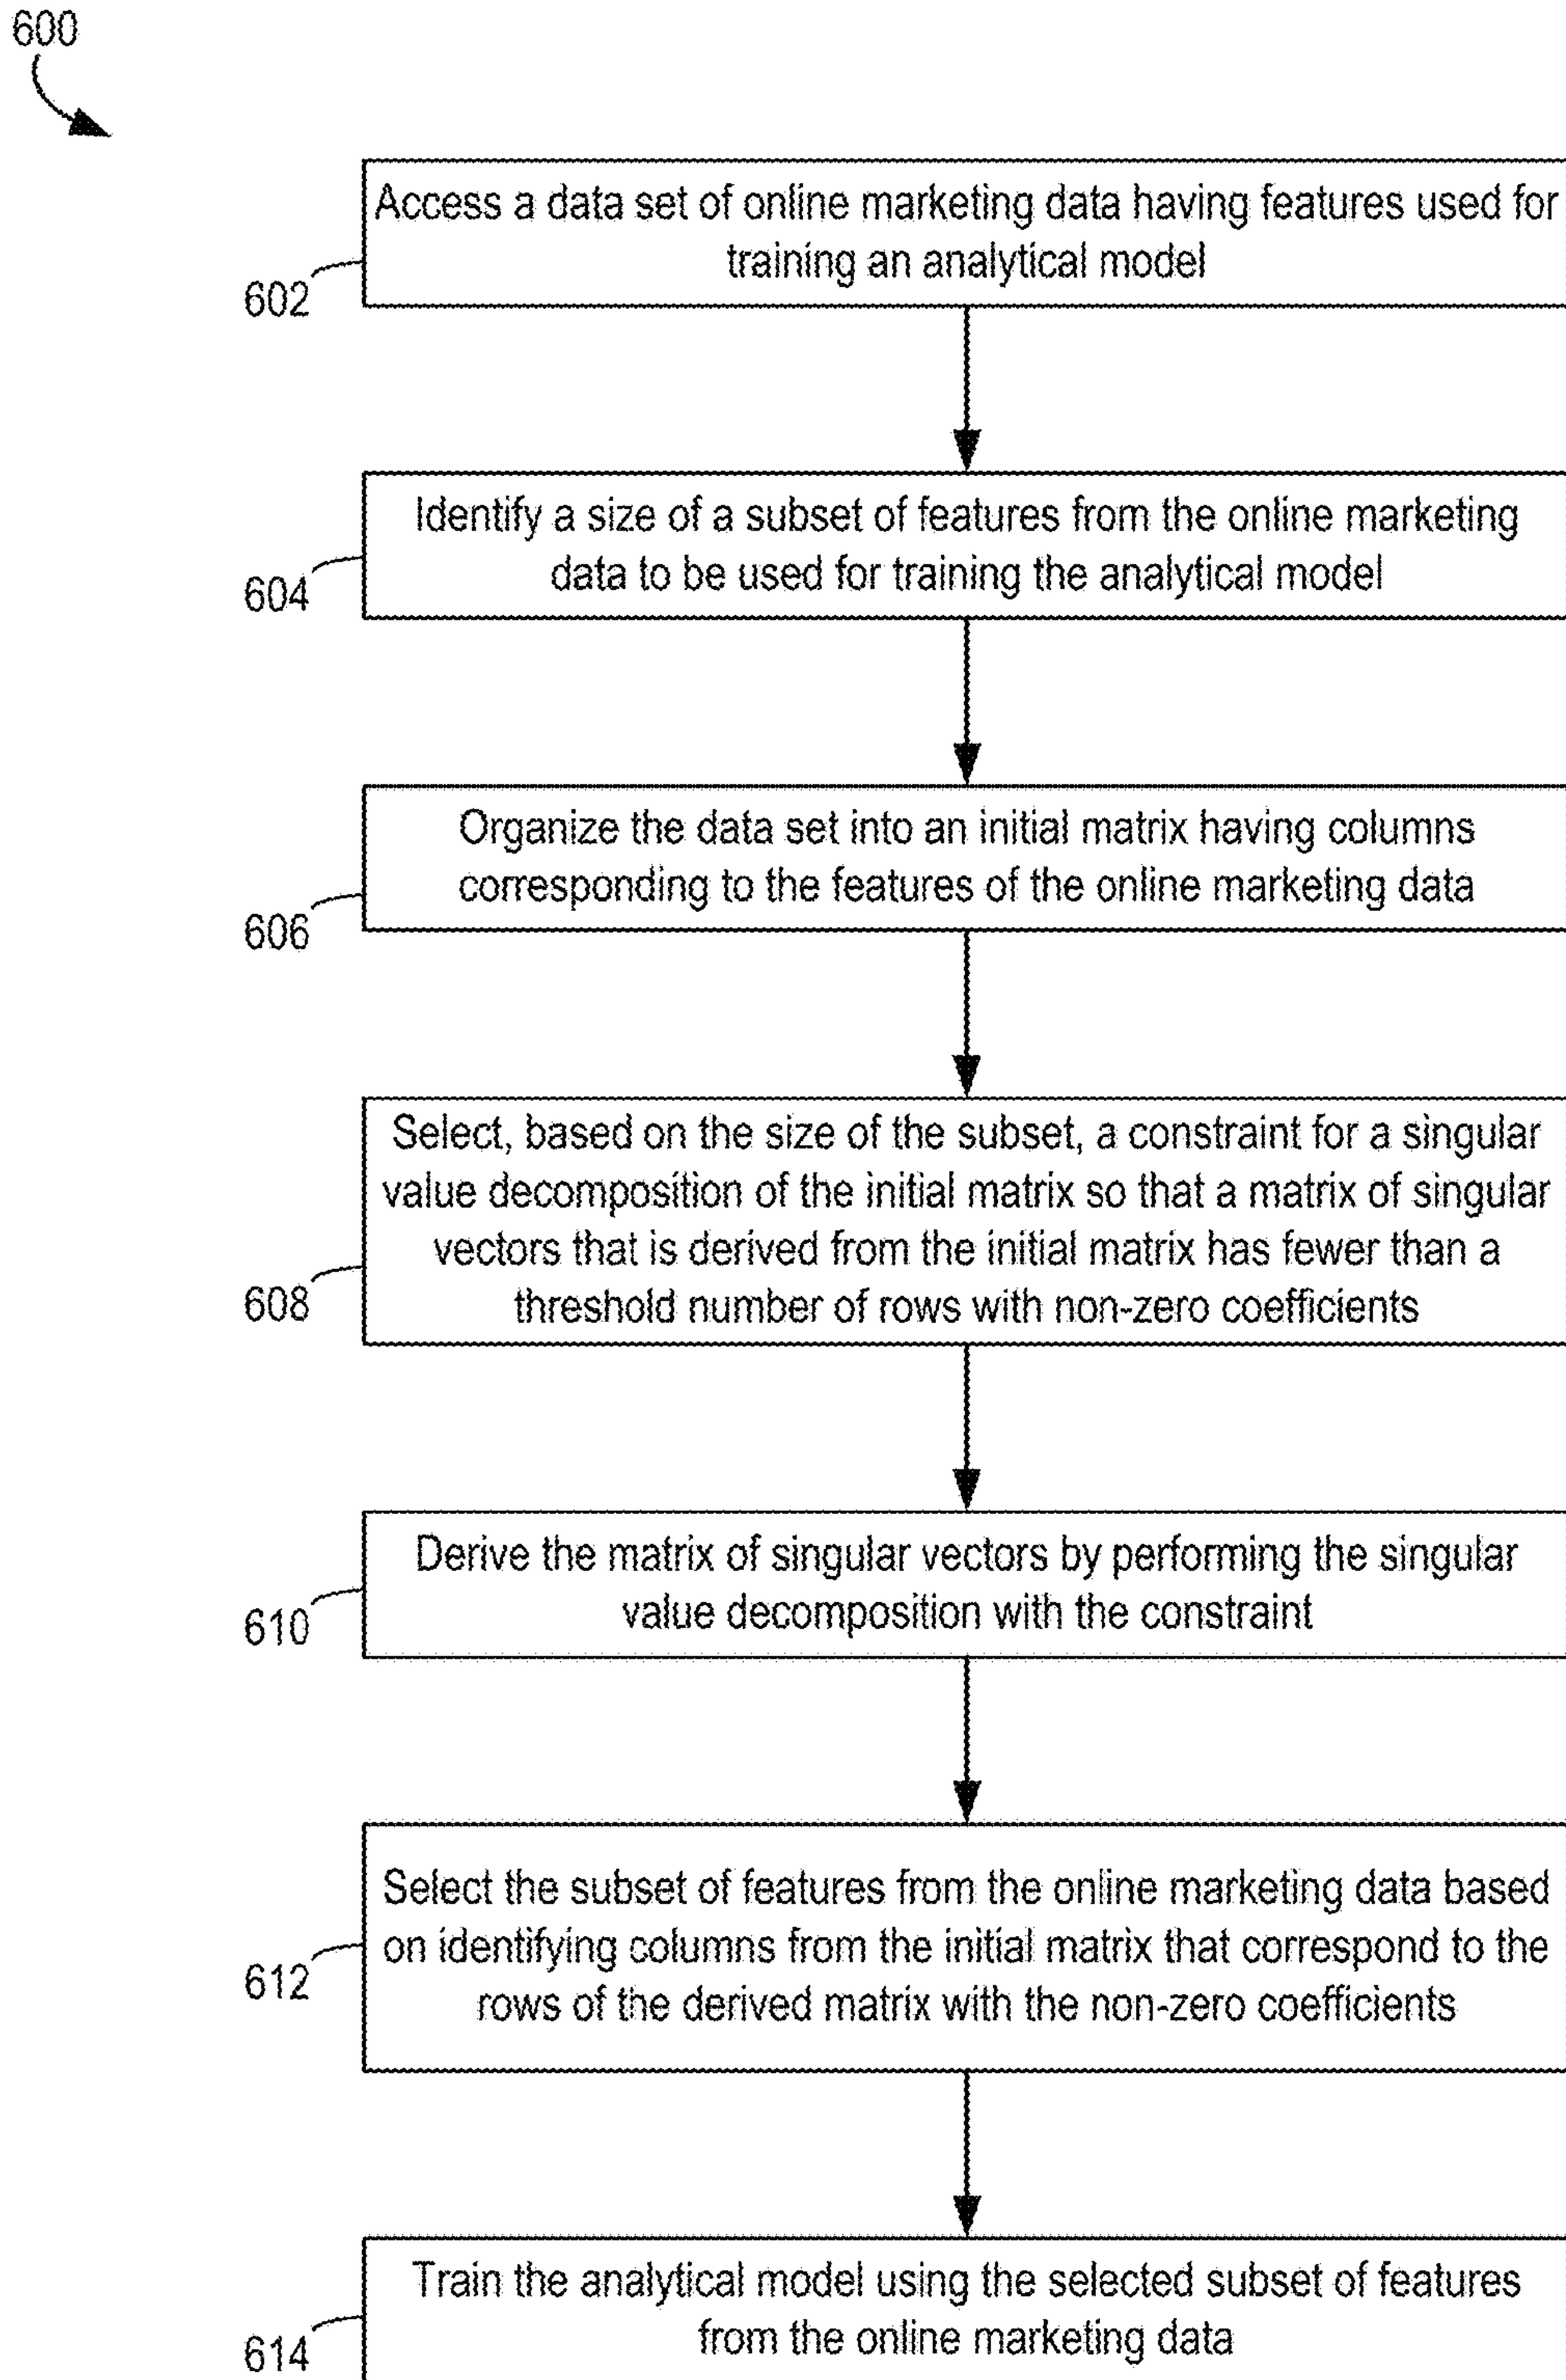 600
Access a data set of online marketing data having features used for
training an analytical model
602
Identify a size of a subset of features from the online marketing
data to be used for training the analytical model
604
Organize the data set into an initial matrix having columns
corresponding to the features of the online marketing data
606
Select, based on the size of the subset, a constraint for a singular
value decomposition of the initial matrix so that a matrix of singular
vectors that is derived from the initial matrix has fewer than a
threshold number of rows with non-zero coefficients
608
Derive the matrix of singular vectors by performing the singular
value decomposition with the constraint
610
Select the subset of features from the online marketing data based
on identifying columns from the initial matrix that correspond to the
rows of the derived matrix with the non-zero coefficients
612
Train the analytical model using the selected subset of features
from the online marketing data
614